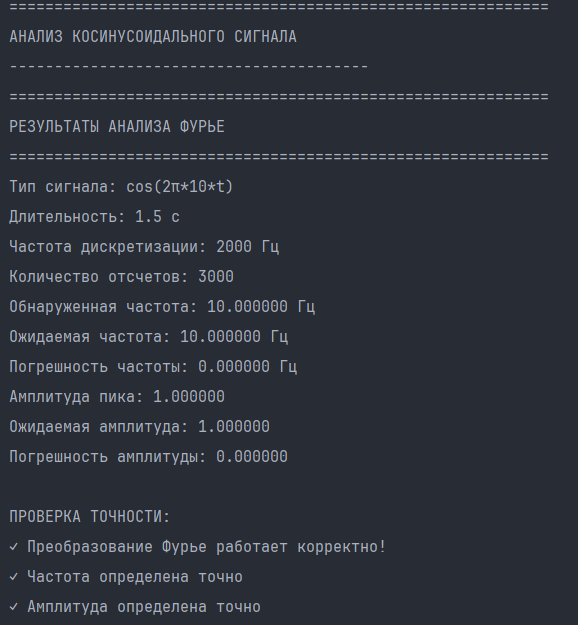 ============================================================
АНАЛИЗ КОСИНУСОИДАЛЬНОГО СИГНАЛА
----------------------------------------
============================================================
РЕЗУЛЬТАТЫ АНАЛИЗА ФУРЬЕ
============================================================
Тип сигнала: cos(2π*10*t)
Длительность: 1.5 с
Частота дискретизации: 2000 Гц
Количество отсчетов: 3000
Обнаруженная частота: 10.000000 Гц
Ожидаемая частота: 10.000000 Гц
Погрешность частоты: 0.000000 Гц
Амплитуда пика: 1.000000
Ожидаемая амплитуда: 1.000000
Погрешность амплитуды: 0.000000
ПРОВЕРКА ТОЧНОСТИ:
✓ Преобразование Фурье работает корректно!
✓ Частота определена точно
✓ Амплитуда определена точно